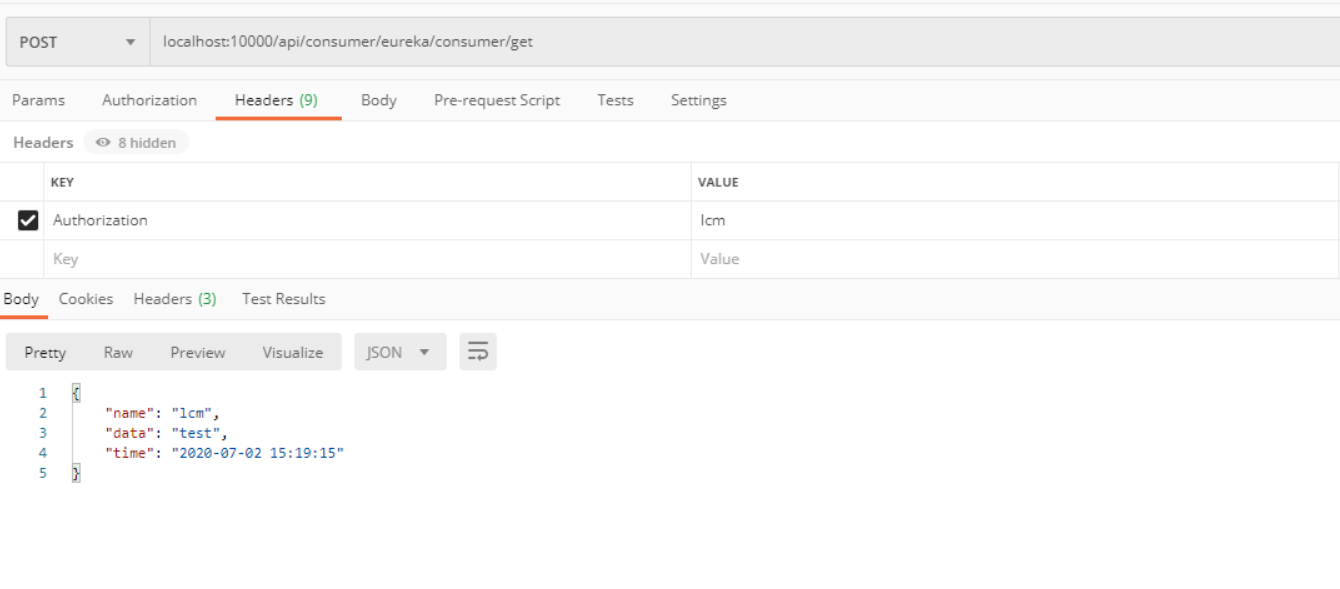 POST localhost:10000/api/consumer/eureka/consumer/get
Params Authorization Headers (9) Body Pre-request Script Tests Settings
Headers 8 hidden
KEY VALUE
Authorization lcm
Key Value
Body Cookies Headers (3) Test Results
Pretty Raw Preview Visualize JSON
1 {
2 "name": "lcm",
3 "data": "test",
4 "time": "2020-07-02 15:19:15"
5 }